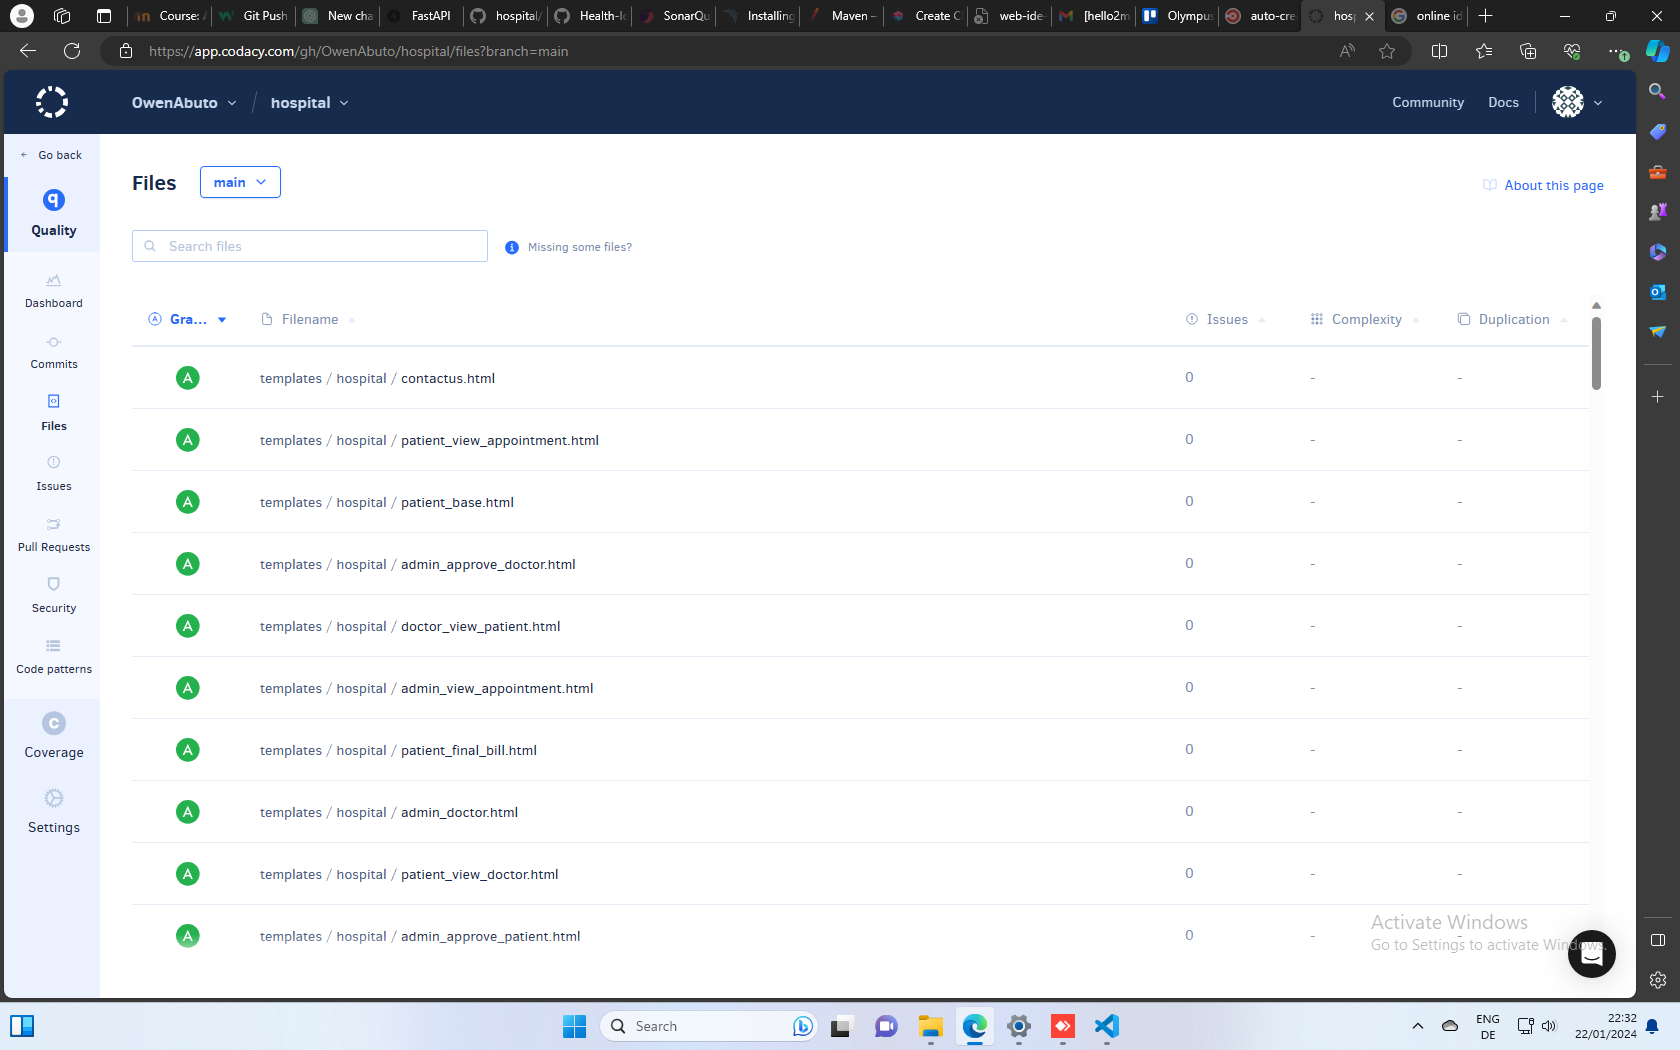 Course: A
Git Push
New cha
FastAPI
hospital/
Health-Ic
SonarQu
Installing
Maven –
Create C
web-ide-
[hello2m
Olympus
auto-cre
hosp
online id
https://app.codacy.com/gh/OwenAbuto/hospital/files?branch=main
OwenAbuto / hospital
Community
Docs
Go back
Quality
Dashboard
Commits
Files
Issues
Pull Requests
Security
Code patterns
Coverage
Settings
Files
main
About this page
Search files
Missing some files?
Gra... Filename Issues Complexity Duplication
A templates / hospital / contactus.html 0 - -
A templates / hospital / patient_view_appointment.html 0 - -
A templates / hospital / patient_base.html 0 - -
A templates / hospital / admin_approve_doctor.html 0 - -
A templates / hospital / doctor_view_patient.html 0 - -
A templates / hospital / admin_view_appointment.html 0 - -
A templates / hospital / patient_final_bill.html 0 - -
A templates / hospital / admin_doctor.html 0 - -
A templates / hospital / patient_view_doctor.html 0 - -
A templates / hospital / admin_approve_patient.html 0 - -
Activate Windows
Go to Settings to activate Windows.
Search
ENG
DE
22:32
22/01/2024